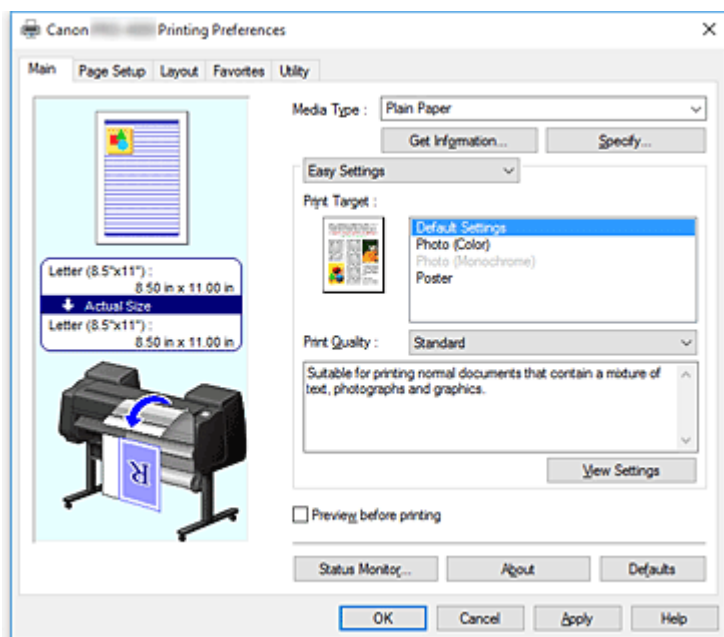 Canon Printing Preferences
Main Page Setup Layout Favorites Utility
Media Type : Plain Paper
Get Information... Specify...
Easy Settings
Print Target :
Default Settings
Photo (Color)
Photo (Monochrome)
Poster
Letter (8.5"x11") :
8.50 in x 11.00 in
Actual Size
Letter (8.5"x11") :
8.50 in x 11.00 in
Print Quality : Standard
Suitable for printing normal documents that contain a mixture of
text, photographs and graphics.
R
View Settings
Preview before printing
Status Monitor... About Defaults
OK Cancel Apply Help